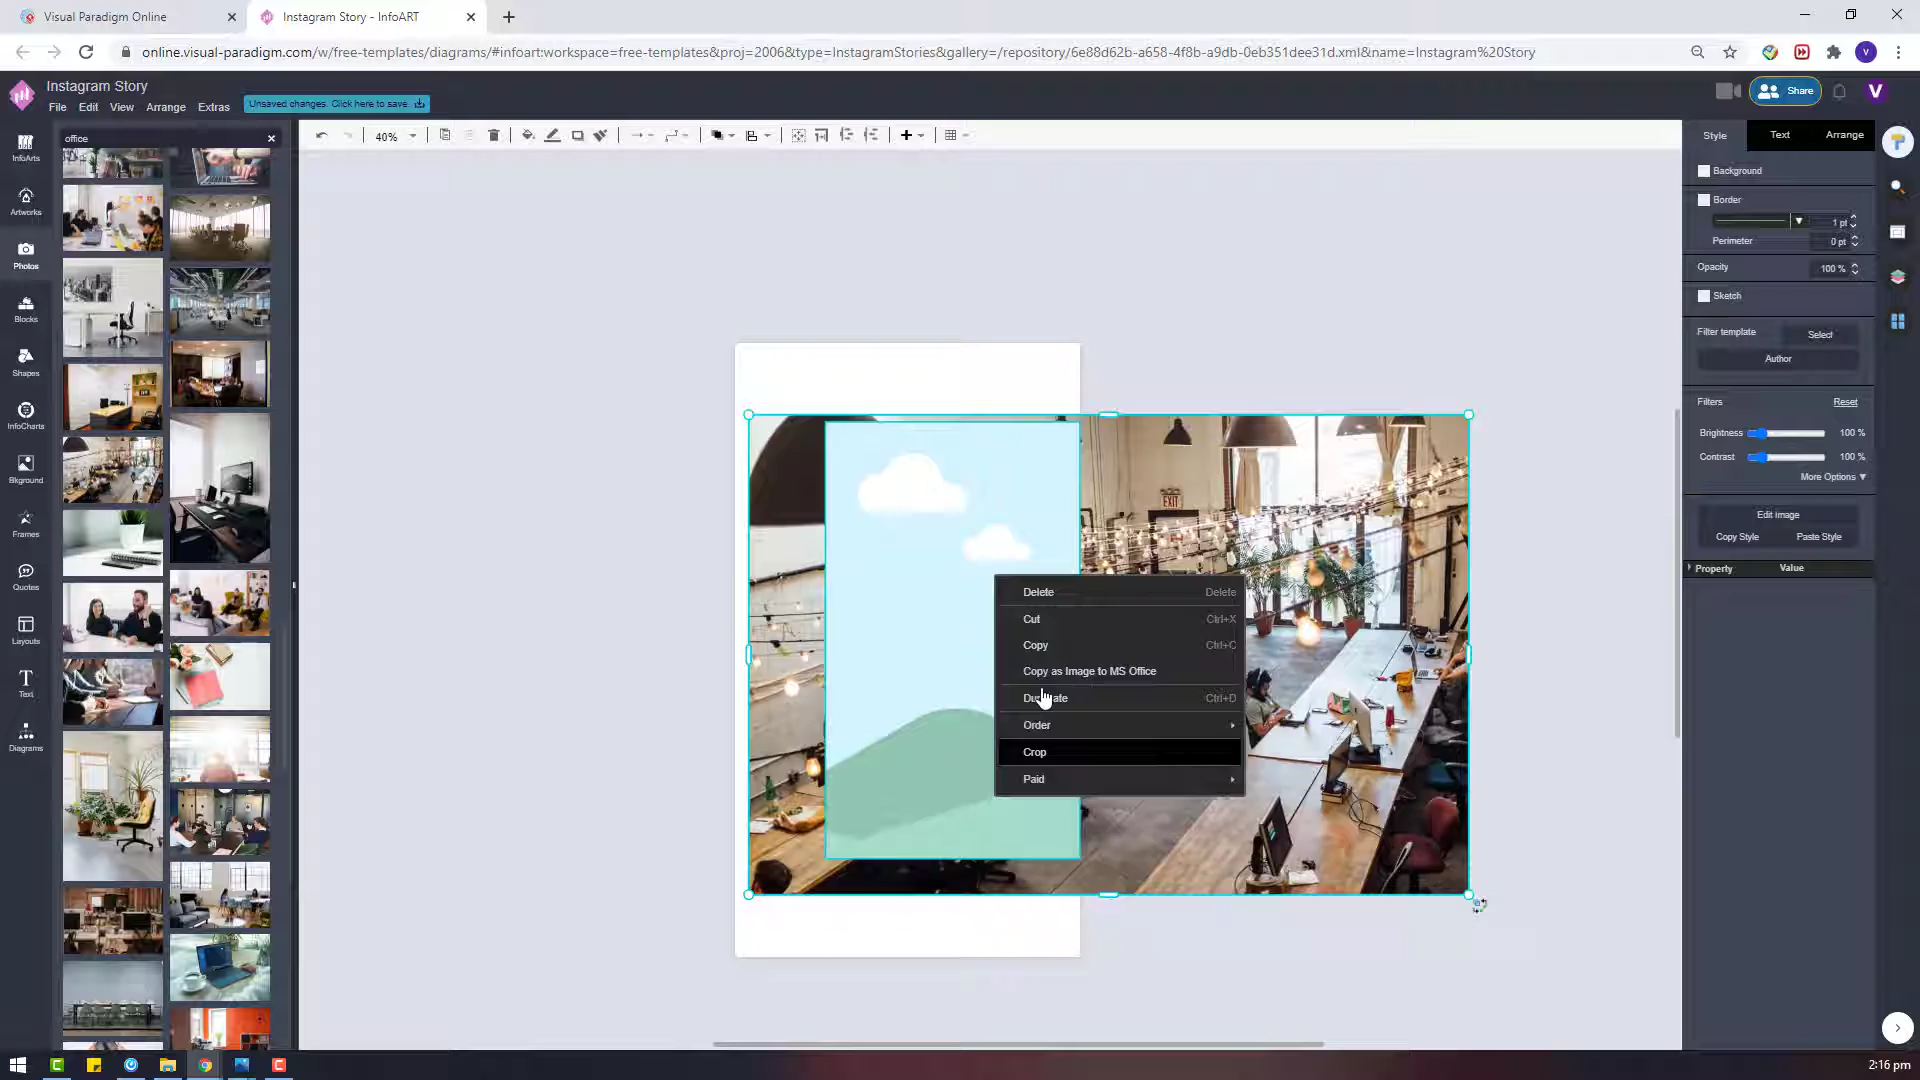 Visual Paradigm Online
Instagram Story - InfoART
online.visual-paradigm.com/w/free-templates/diagrams/#infoart:workspace=free-templates&proj=2006&type=InstagramStories&gallery=/repository/6e88d62b-a658-4f8b-a9db-0eb351dee31d.xml&name=Instagram%20Story
V
Instagram Story
File Edit View Arrange Extras
Unsaved changes. Click here to save.
Share
V
office
40%
InfoArts
Artworks
Photos
Blocks
Shapes
InfoCharts
Bkground
Frames
Quotes
Layouts
Text
Diagrams
EXIT
Delete Delete
Cut Ctrl+X
Copy Ctrl+C
Copy as Image to MS Office
Duplicate Ctrl+D
Order
Crop
Paid
Style Text Arrange
Background
Border
1 pt
Perimeter 0 pt
Opacity 100 %
Sketch
Filter template Select
Author
Filters Reset
Brightness 100 %
Contrast 100 %
More Options
Edit image
Copy Style Paste Style
Property Value
2:16 pm